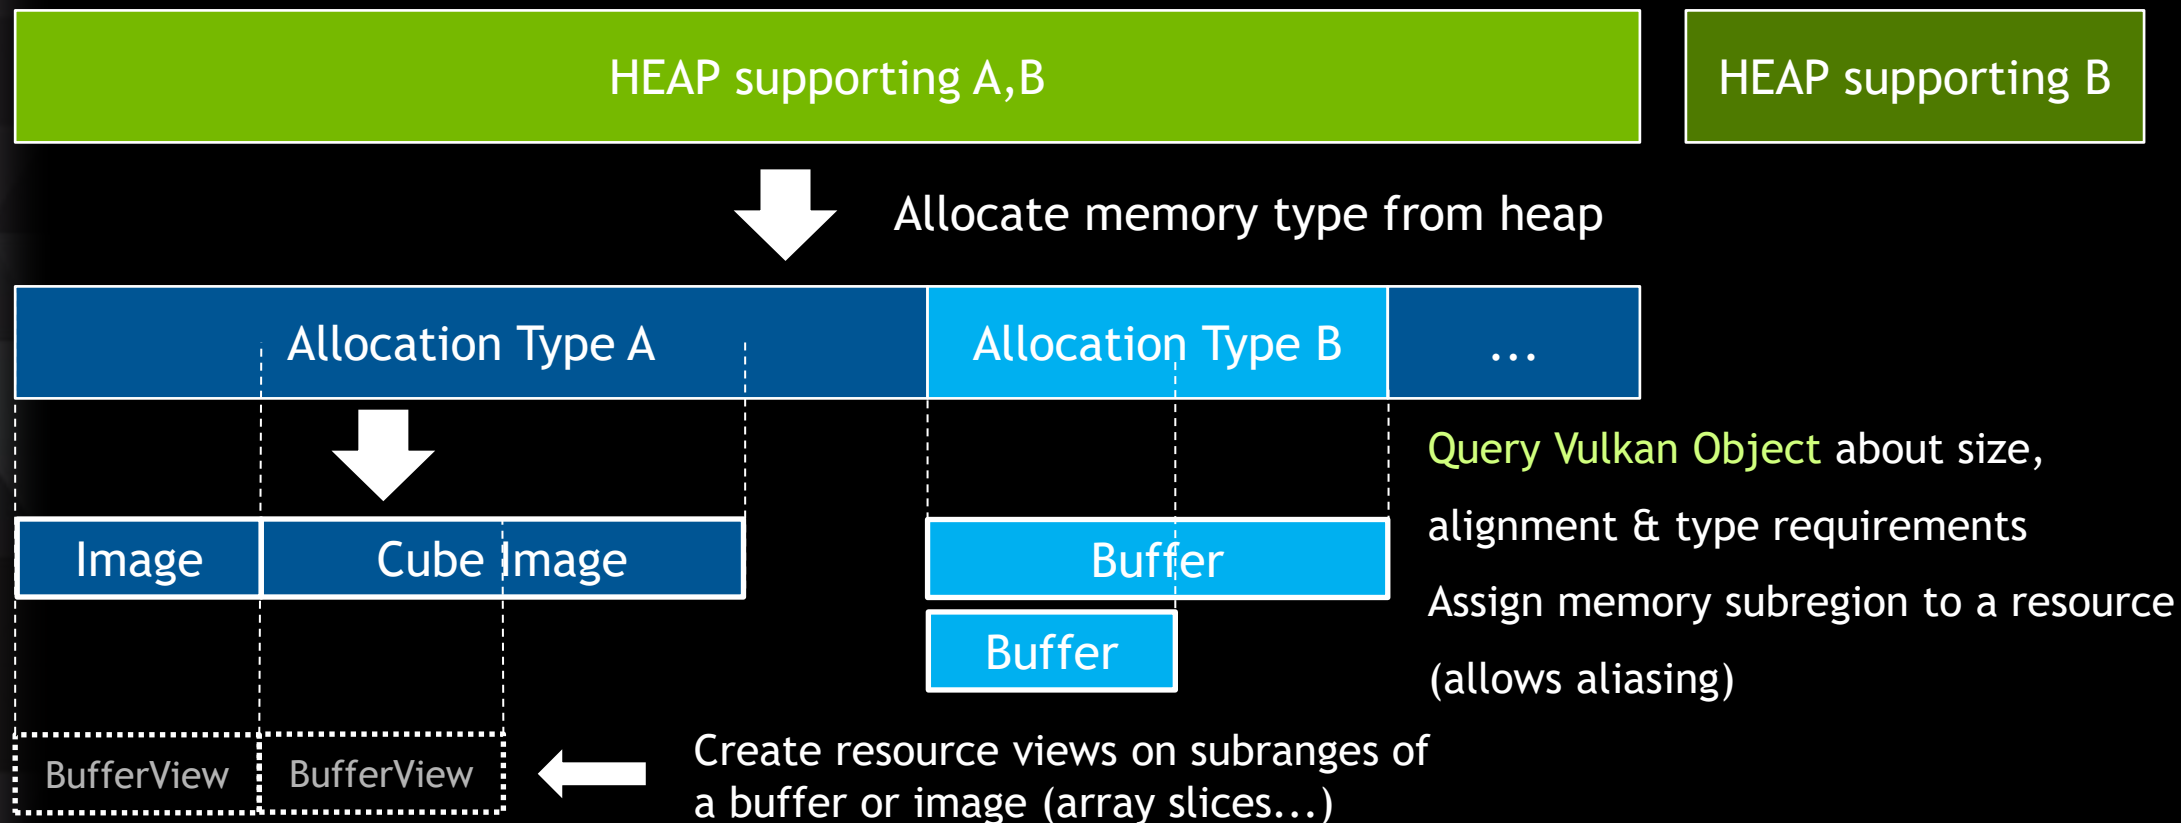 HEAP supporting A,B
HEAP supporting B
Allocate memory type from heap
Allocation Type A
Allocation Type B
...
Query Vulkan Object about size,
alignment & type requirements
Assign memory subregion to a resource
(allows aliasing)
Image
Cube Image
Buffer
Buffer
BufferView
BufferView
Create resource views on subranges of
a buffer or image (array slices...)